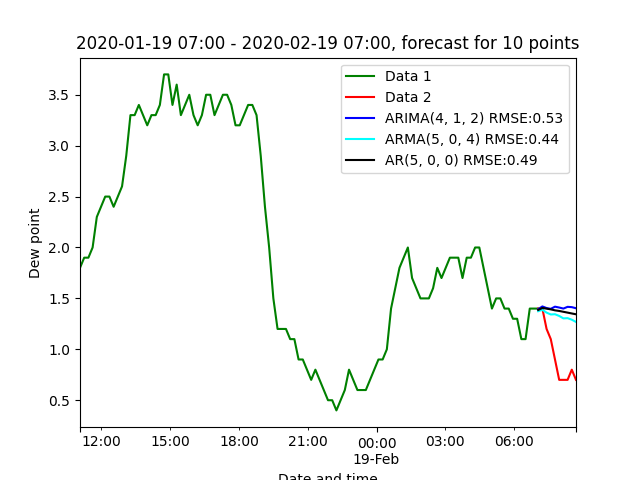 2020-01-19 07:00 - 2020-02-19 07:00, forecast for 10 points
Data 1
Data 2
ARIMA(4, 1, 2) RMSE:0.53
ARMA(5, 0, 4) RMSE:0.44
AR(5, 0, 0) RMSE:0.49
Dew point
3.5
3.0
2.5
2.0
1.5
1.0
0.5
12:00 15:00 18:00 21:00 00:00 03:00 06:00
19-Feb
Date and time